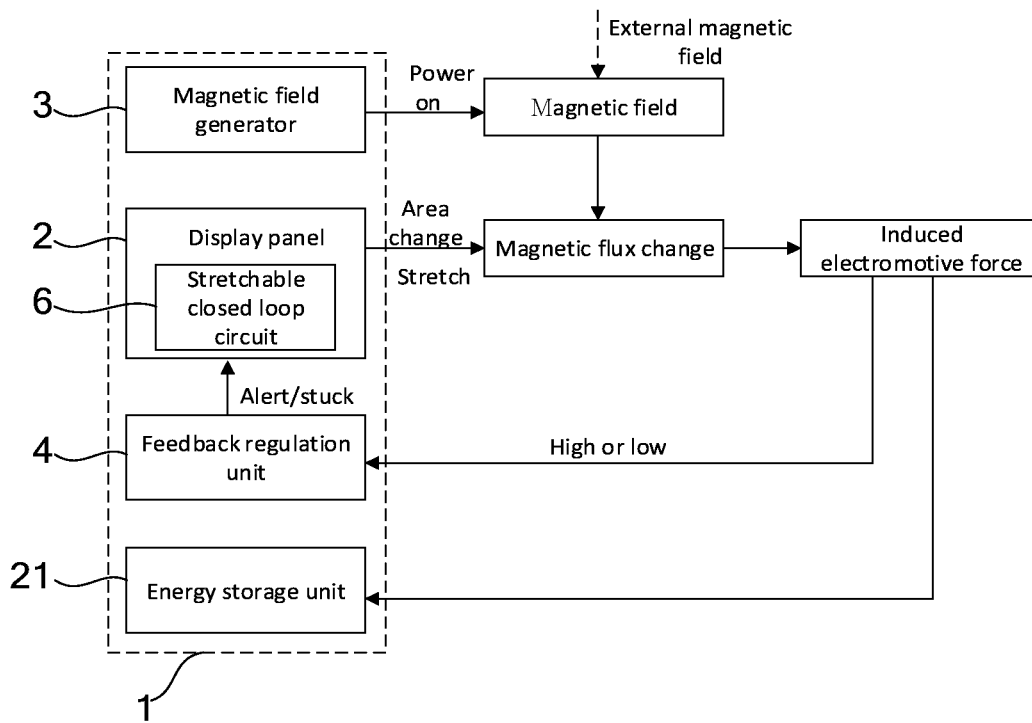 External magnetic
field
3
Magnetic field
generator
Power
on
Magnetic field
2
Display panel
Area
change
Stretch
Magnetic flux change
Induced
electromotive force
6
Stretchable
closed loop
circuit
Alert/stuck
4
Feedback regulation
unit
High or low
21
Energy storage unit
1